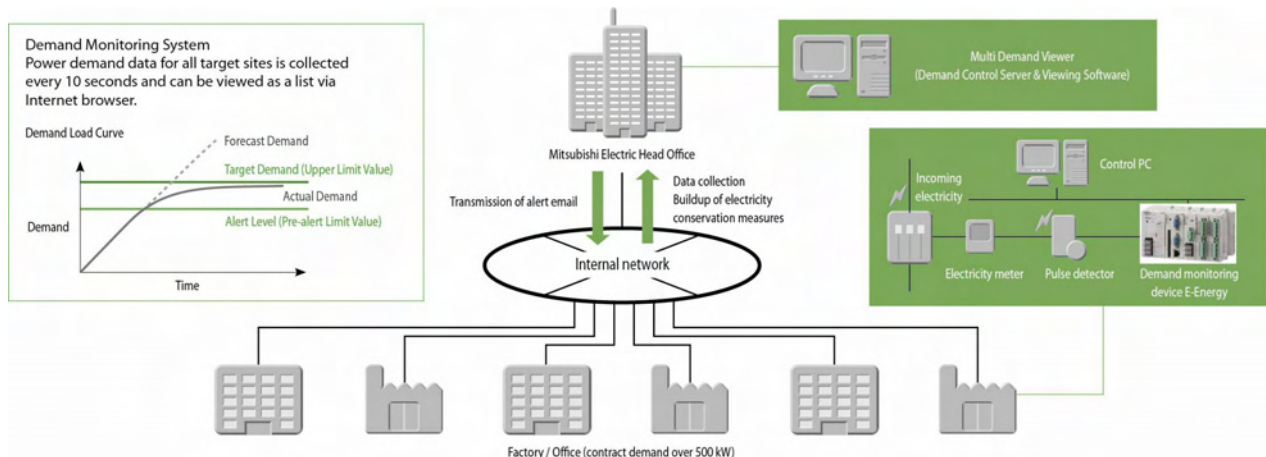 Demand Monitoring System
Power demand data for all target sites is collected
every 10 seconds and can be viewed as a list via
Internet browser.
Demand Load Curve
Forecast Demand
Target Demand (Upper Limit Value)
Actual Demand
Alert Level (Pre-alert Limit Value)
Demand
Time
Mitsubishi Electric Head Office
Multi Demand Viewer
(Demand Control Server & Viewing Software)
Transmission of alert email
Data collection
Buildup of electricity
conservation measures
Internal network
Control PC
Incoming
electricity
Electricity meter
Pulse detector
Demand monitoring
device E-Energy
Factory / Office (contract demand over 500 kW)